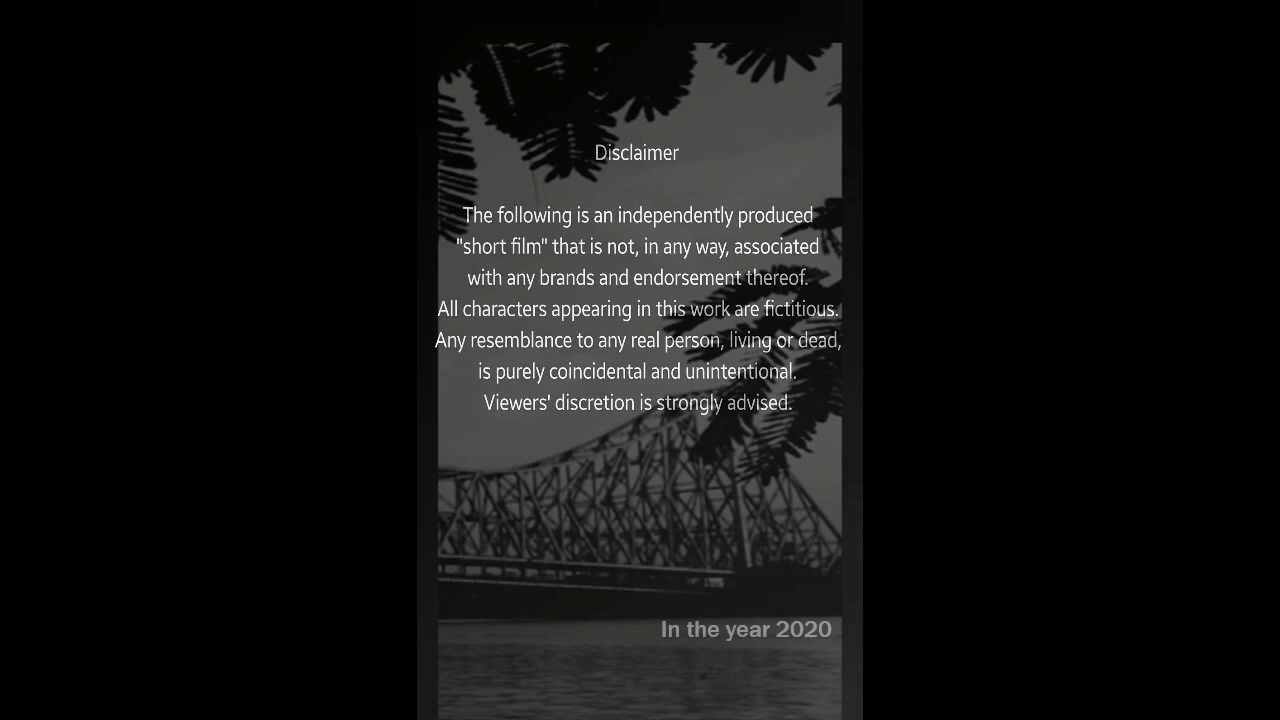 Disclaimer
The following is an independently produced
"short film" that is not, in any way, associated
with any brands and endorsement thereof.
All characters appearing in this work are fictitious.
Any resemblance to any real person, living or dead,
is purely coincidental and unintentional.
Viewers' discretion is strongly advised.
In the year 2020